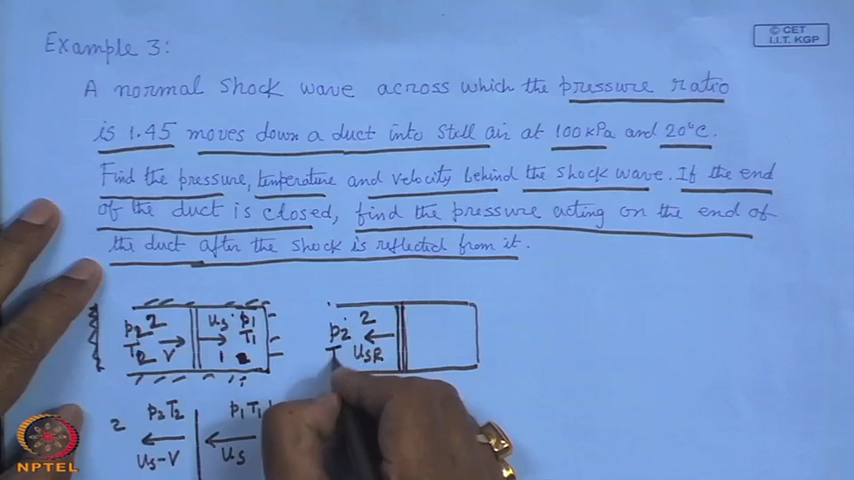 Example 3:
© CET
I.I.T. KGP
A normal shock wave across which the pressure ratio
is 1.45 moves down a duct into still air at 100 kPa and 20°C.
Find the pressure, temperature and velocity behind the shock wave. If the end
of the duct is closed, find the pressure acting on the end of
the duct after the shock is reflected from it.
p2 2 us p1
T2 V T1
1
p2 2
T usR
2 p2 T2 p1 T1
us-V us
NPTEL